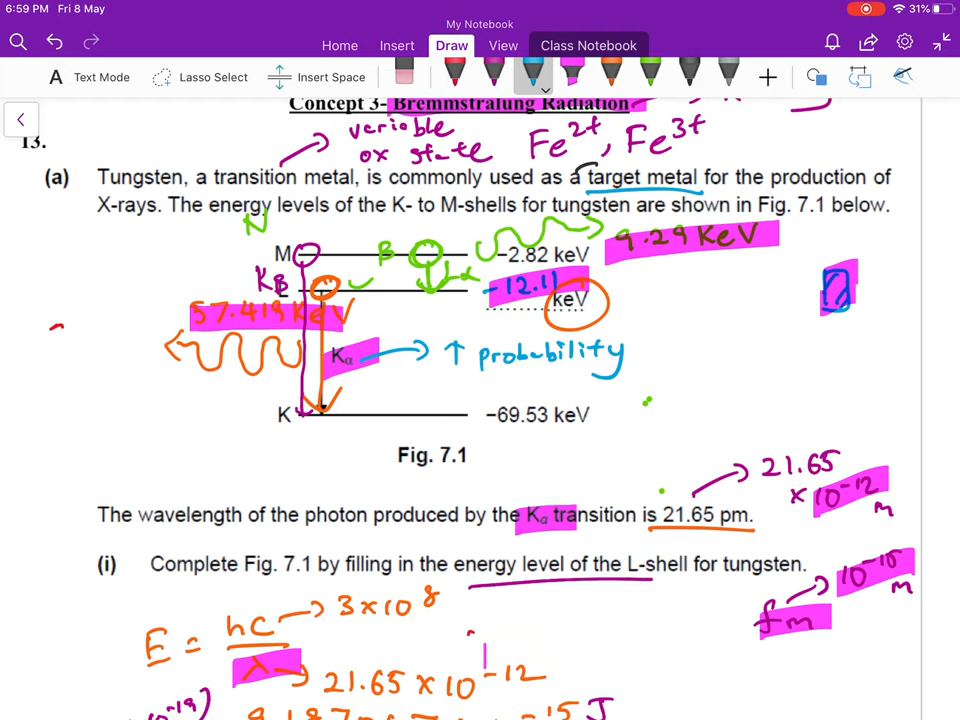 6:59 PM Fri 8 May
31%
My Notebook
Home Insert Draw View Class Notebook
A Text Mode Lasso Select Insert Space
Concept 3- Bremmstralung Radiation
variable
ox state
Fe2+, Fe3+
13.
(a) Tungsten, a transition metal, is commonly used as a target metal for the production of
X-rays. The energy levels of the K- to M-shells for tungsten are shown in Fig. 7.1 below.
N
9.29 KeV
M B −2.82 keV
Kβ Lα -12.11
keV
57.419 KeV
Kα ↑ probability
K −69.53 keV
Fig. 7.1
21.65
× 10-12
m
The wavelength of the photon produced by the Kα transition is 21.65 pm.
(i) Complete Fig. 7.1 by filling in the energy level of the L-shell for tungsten.
10-15
m
fm
E = hc/λ
3×10 8
21.65 × 10-12